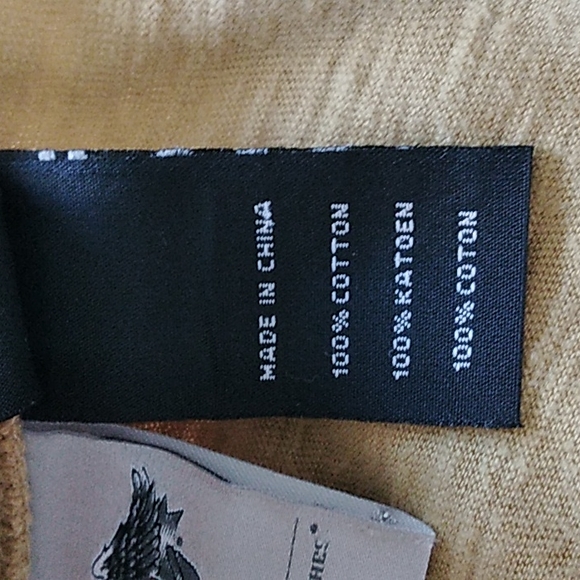 MADE IN CHINA
100% COTTON
100% KATOEN
100% COTON